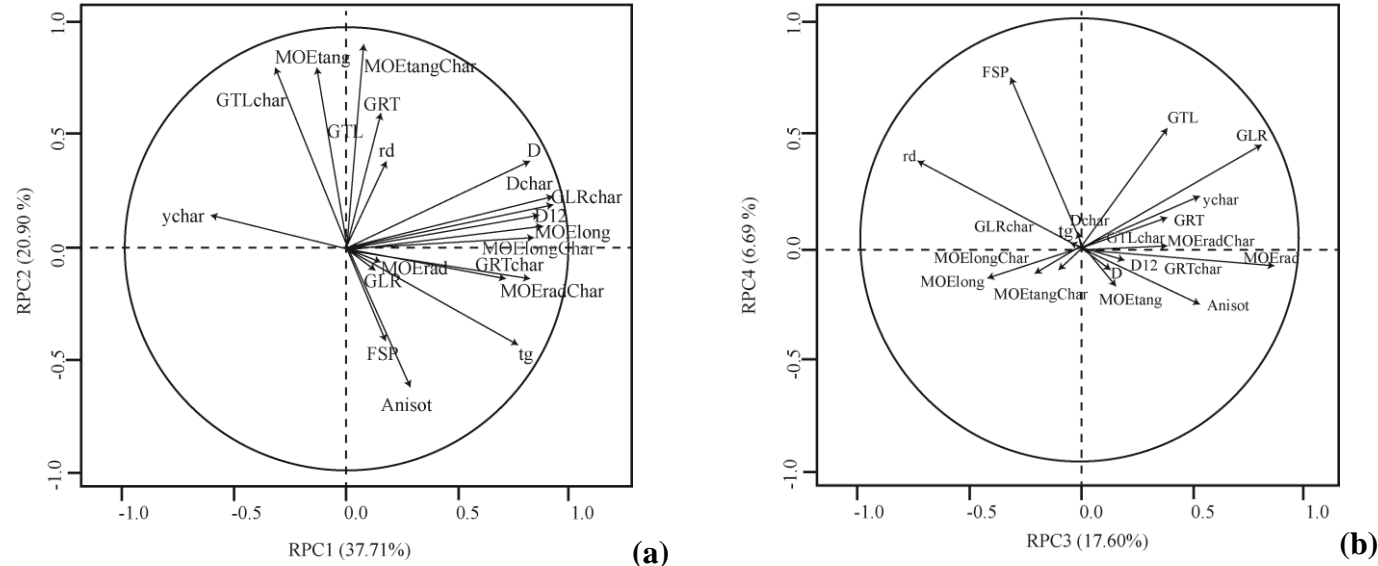 1.0
0.5
0.0
-0.5
-1.0
RPC2 (20.90 %)
MOEtang
MOEtangChar
GTLchar
GRT
GTL
rd
D
Dchar
GLRchar
ychar
D12
MOElong
MOElongChar
MOErad
GRTchar
GLR
MOEradChar
FSP
tg
Anisot
-1.0
-0.5
0.0
0.5
1.0
RPC1 (37.71%)
(a)
1.0
0.5
0.0
-0.5
-1.0
RPC4 (6.69 %)
FSP
GTL
GLR
rd
ychar
Dchar
GRT
GLRchar
tg
GTLchar
MOEradChar
MOElongChar
MOErad
D12
GRTchar
MOElong
D
MOEtangChar
MOEtang
Anisot
-1.0
-0.5
0.0
0.5
1.0
RPC3 (17.60%)
(b)